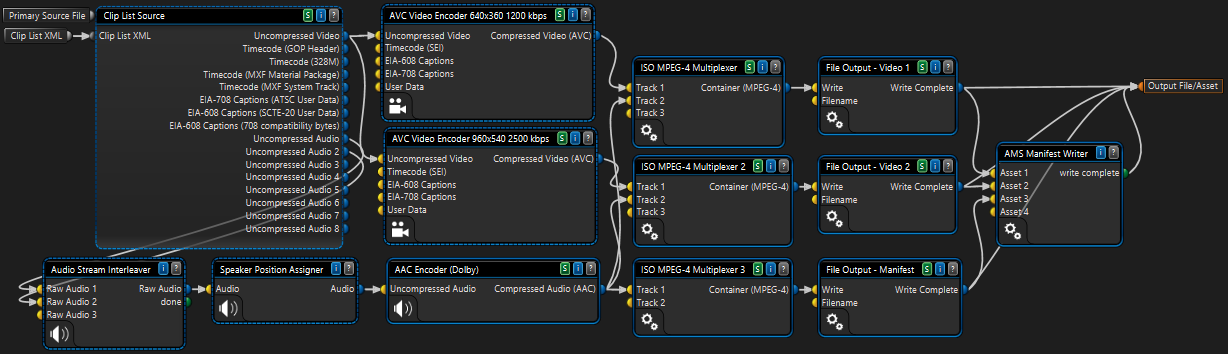 Primary Source File
Clip List XML
Clip List Source
S i ?
Clip List XML
Uncompressed Video
Timecode (GOP Header)
Timecode (328M)
Timecode (MXF Material Package)
Timecode (MXF System Track)
EIA-708 Captions (ATSC User Data)
EIA-608 Captions (SCTE-20 User Data)
EIA-608 Captions (708 compatibility bytes)
Uncompressed Audio
Uncompressed Audio 2
Uncompressed Audio 3
Uncompressed Audio 4
Uncompressed Audio 5
Uncompressed Audio 6
Uncompressed Audio 7
Uncompressed Audio 8
AVC Video Encoder 640x360 1200 kbps
S i ?
Uncompressed Video
Compressed Video (AVC)
Timecode (SEI)
EIA-608 Captions
EIA-708 Captions
User Data
AVC Video Encoder 960x540 2500 kbps
S i ?
Uncompressed Video
Compressed Video (AVC)
Timecode (SEI)
EIA-608 Captions
EIA-708 Captions
User Data
ISO MPEG-4 Multiplexer
S i ?
Track 1
Container (MPEG-4)
Track 2
Track 3
File Output - Video 1
S i ?
Write
Write Complete
Filename
Output File/Asset
ISO MPEG-4 Multiplexer 2
S i ?
Track 1
Container (MPEG-4)
Track 2
Track 3
File Output - Video 2
S i ?
Write
Write Complete
Filename
AMS Manifest Writer
i ?
Asset 1
write complete
Asset 2
Asset 3
Asset 4
Audio Stream Interleaver
i ?
Raw Audio 1
Raw Audio
Raw Audio 2
done
Raw Audio 3
Speaker Position Assigner
i ?
Audio
Audio
AAC Encoder (Dolby)
S i ?
Uncompressed Audio
Compressed Audio (AAC)
ISO MPEG-4 Multiplexer 3
S i ?
Track 1
Container (MPEG-4)
Track 2
File Output - Manifest
S i ?
Write
Write Complete
Filename